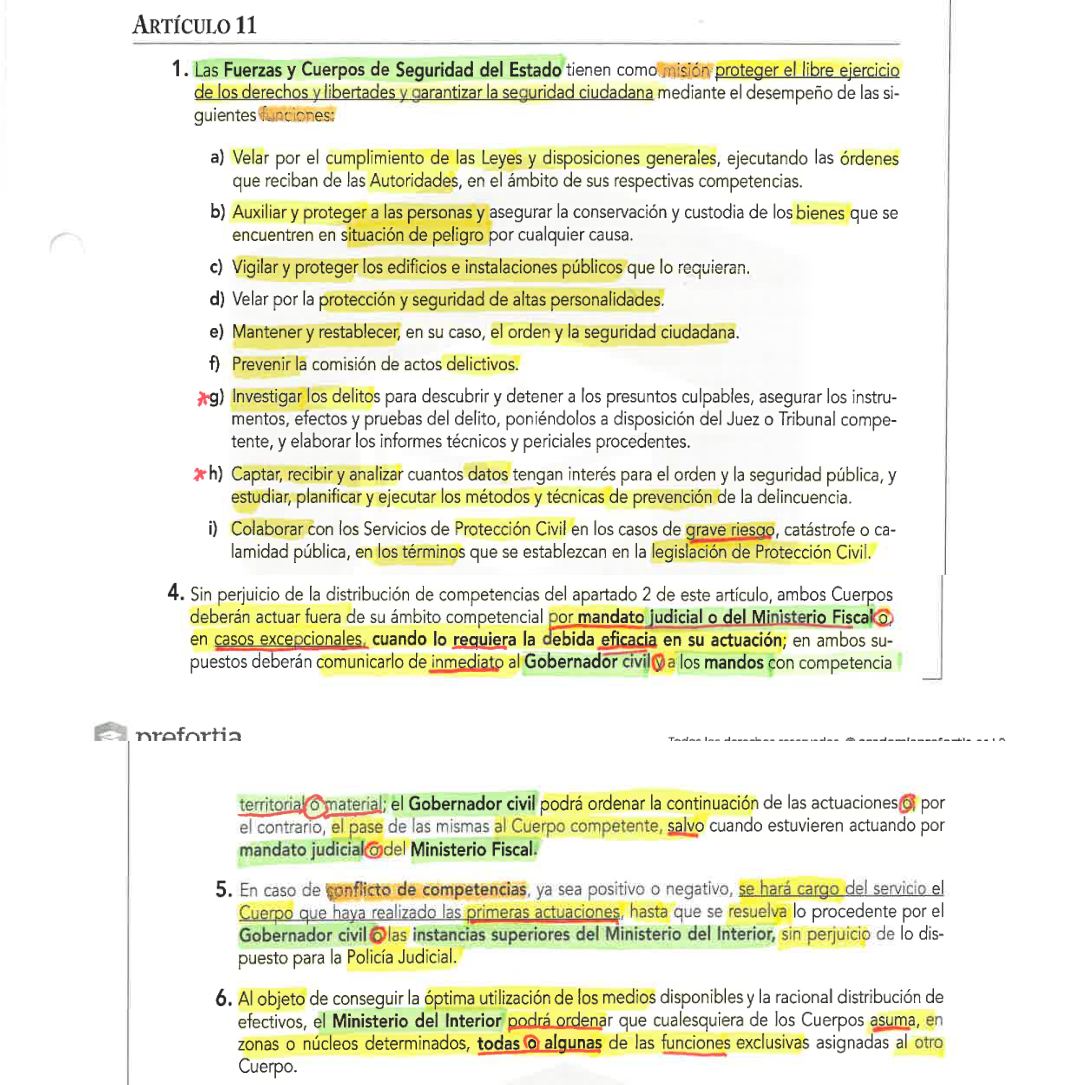 ARTÍCULO 11
1. Las Fuerzas y Cuerpos de Seguridad del Estado tienen como misión proteger el libre ejercicio
de los derechos y libertades y garantizar la seguridad ciudadana mediante el desempeño de las si-
guientes funciones:
a) Velar por el cumplimiento de las Leyes y disposiciones generales, ejecutando las órdenes
que reciban de las Autoridades, en el ámbito de sus respectivas competencias.
b) Auxiliar y proteger a las personas y asegurar la conservación y custodia de los bienes que se
encuentren en situación de peligro por cualquier causa.
c) Vigilar y proteger los edificios e instalaciones públicos que lo requieran.
d) Velar por la protección y seguridad de altas personalidades.
e) Mantener y restablecer, en su caso, el orden y la seguridad ciudadana.
f) Prevenir la comisión de actos delictivos.
g) Investigar los delitos para descubrir y detener a los presuntos culpables, asegurar los instru-
mentos, efectos y pruebas del delito, poniéndolos a disposición del Juez o Tribunal compe-
tente, y elaborar los informes técnicos y periciales procedentes.
h) Captar, recibir y analizar cuantos datos tengan interés para el orden y la seguridad pública, y
estudiar, planificar y ejecutar los métodos y técnicas de prevención de la delincuencia.
i) Colaborar con los Servicios de Protección Civil en los casos de grave riesgo, catástrofe o ca-
lamidad pública, en los términos que se establezcan en la legislación de Protección Civil.
4. Sin perjuicio de la distribución de competencias del apartado 2 de este artículo, ambos Cuerpos
deberán actuar fuera de su ámbito competencial por mandato judicial o del Ministerio Fiscal o,
en casos excepcionales, cuando lo requiera la debida eficacia en su actuación; en ambos su-
puestos deberán comunicarlo de inmediato al Gobernador civil y a los mandos con competencia
prefortia
territorial o material; el Gobernador civil podrá ordenar la continuación de las actuaciones o, por
el contrario, el pase de las mismas al Cuerpo competente, salvo cuando estuvieren actuando por
mandato judicial o del Ministerio Fiscal.
5. En caso de conflicto de competencias, ya sea positivo o negativo, se hará cargo del servicio el
Cuerpo que haya realizado las primeras actuaciones, hasta que se resuelva lo procedente por el
Gobernador civil o las instancias superiores del Ministerio del Interior, sin perjuicio de lo dis-
puesto para la Policía Judicial.
6. Al objeto de conseguir la óptima utilización de los medios disponibles y la racional distribución de
efectivos, el Ministerio del Interior podrá ordenar que cualesquiera de los Cuerpos asuma, en
zonas o núcleos determinados, todas o algunas de las funciones exclusivas asignadas al otro
Cuerpo.